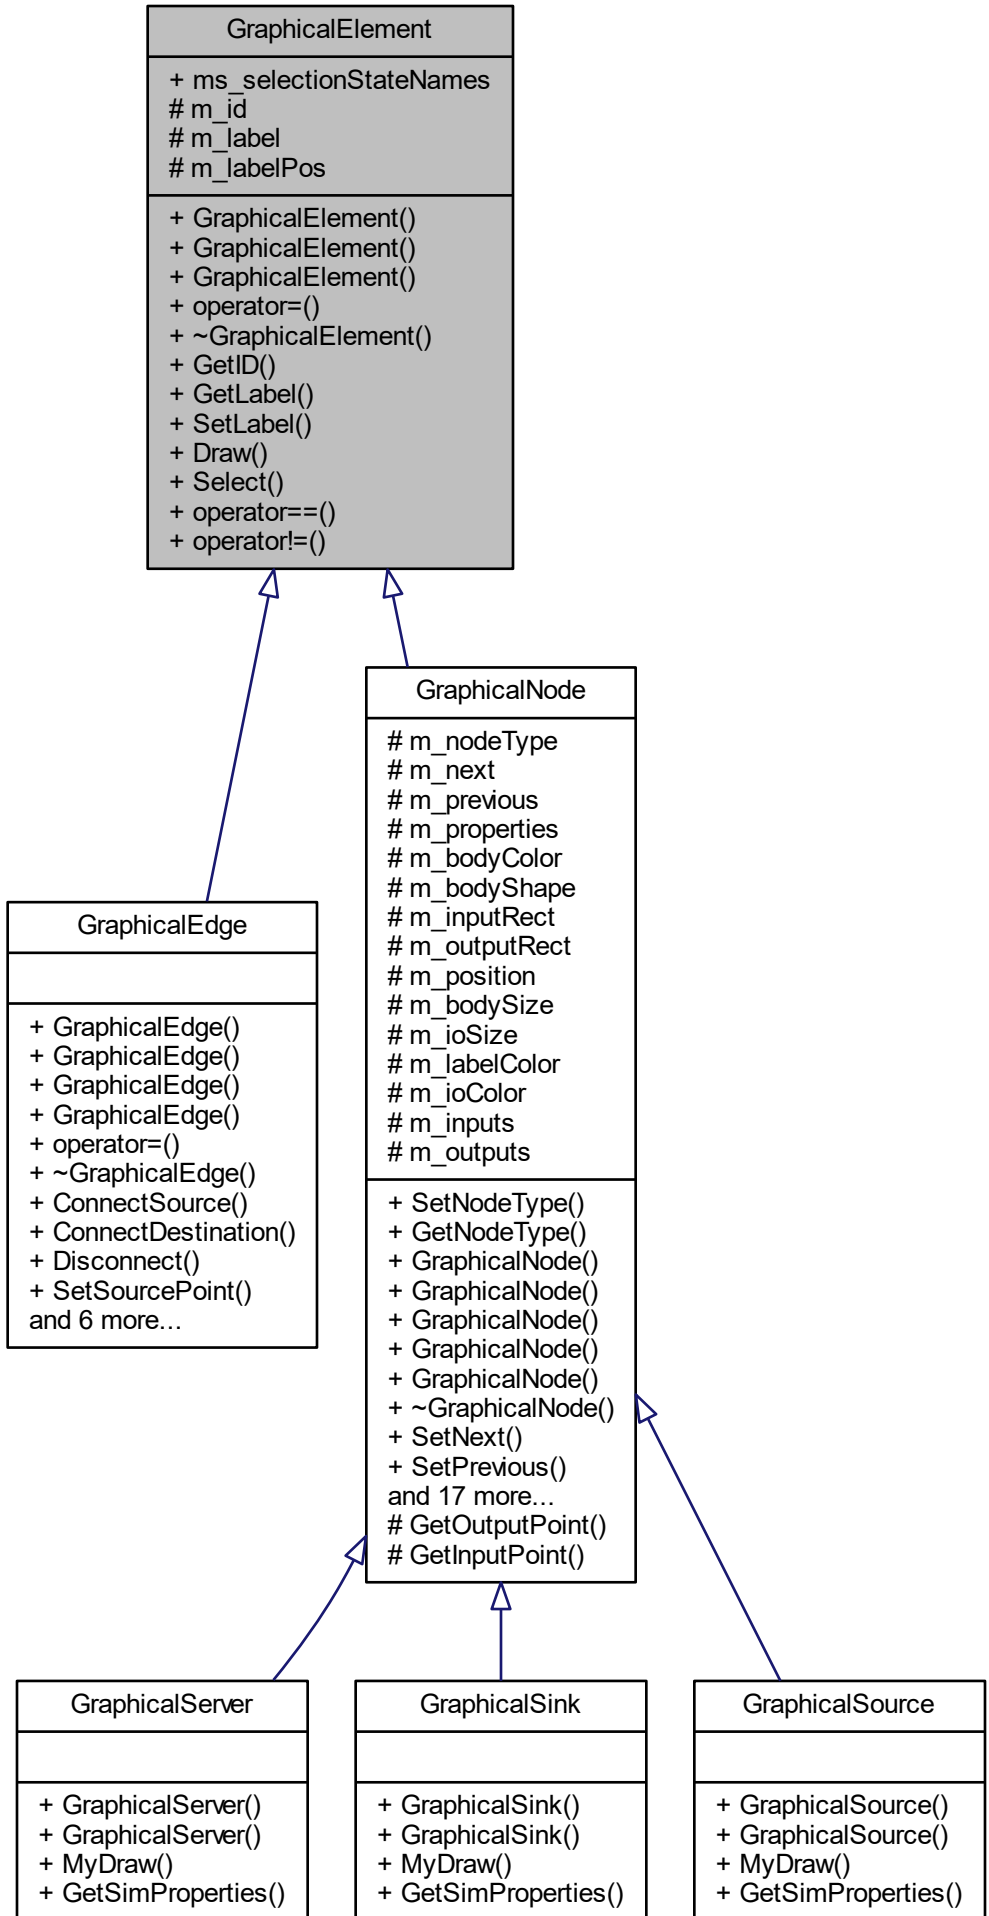 GraphicalElement
+ ms_selectionStateNames
# m_id
# m_label
# m_labelPos
+ GraphicalElement()
+ GraphicalElement()
+ GraphicalElement()
+ operator=()
+ ~GraphicalElement()
+ GetID()
+ GetLabel()
+ SetLabel()
+ Draw()
+ Select()
+ operator==()
+ operator!=()
GraphicalNode
# m_nodeType
# m_next
# m_previous
# m_properties
# m_bodyColor
# m_bodyShape
# m_inputRect
# m_outputRect
# m_position
# m_bodySize
# m_ioSize
# m_labelColor
# m_ioColor
# m_inputs
# m_outputs
+ SetNodeType()
+ GetNodeType()
+ GraphicalNode()
+ GraphicalNode()
+ GraphicalNode()
+ GraphicalNode()
+ GraphicalNode()
+ ~GraphicalNode()
+ SetNext()
+ SetPrevious()
and 17 more...
# GetOutputPoint()
# GetInputPoint()
GraphicalEdge
+ GraphicalEdge()
+ GraphicalEdge()
+ GraphicalEdge()
+ GraphicalEdge()
+ operator=()
+ ~GraphicalEdge()
+ ConnectSource()
+ ConnectDestination()
+ Disconnect()
+ SetSourcePoint()
and 6 more...
GraphicalServer
+ GraphicalServer()
+ GraphicalServer()
+ MyDraw()
+ GetSimProperties()
GraphicalSink
+ GraphicalSink()
+ GraphicalSink()
+ MyDraw()
+ GetSimProperties()
GraphicalSource
+ GraphicalSource()
+ GraphicalSource()
+ MyDraw()
+ GetSimProperties()